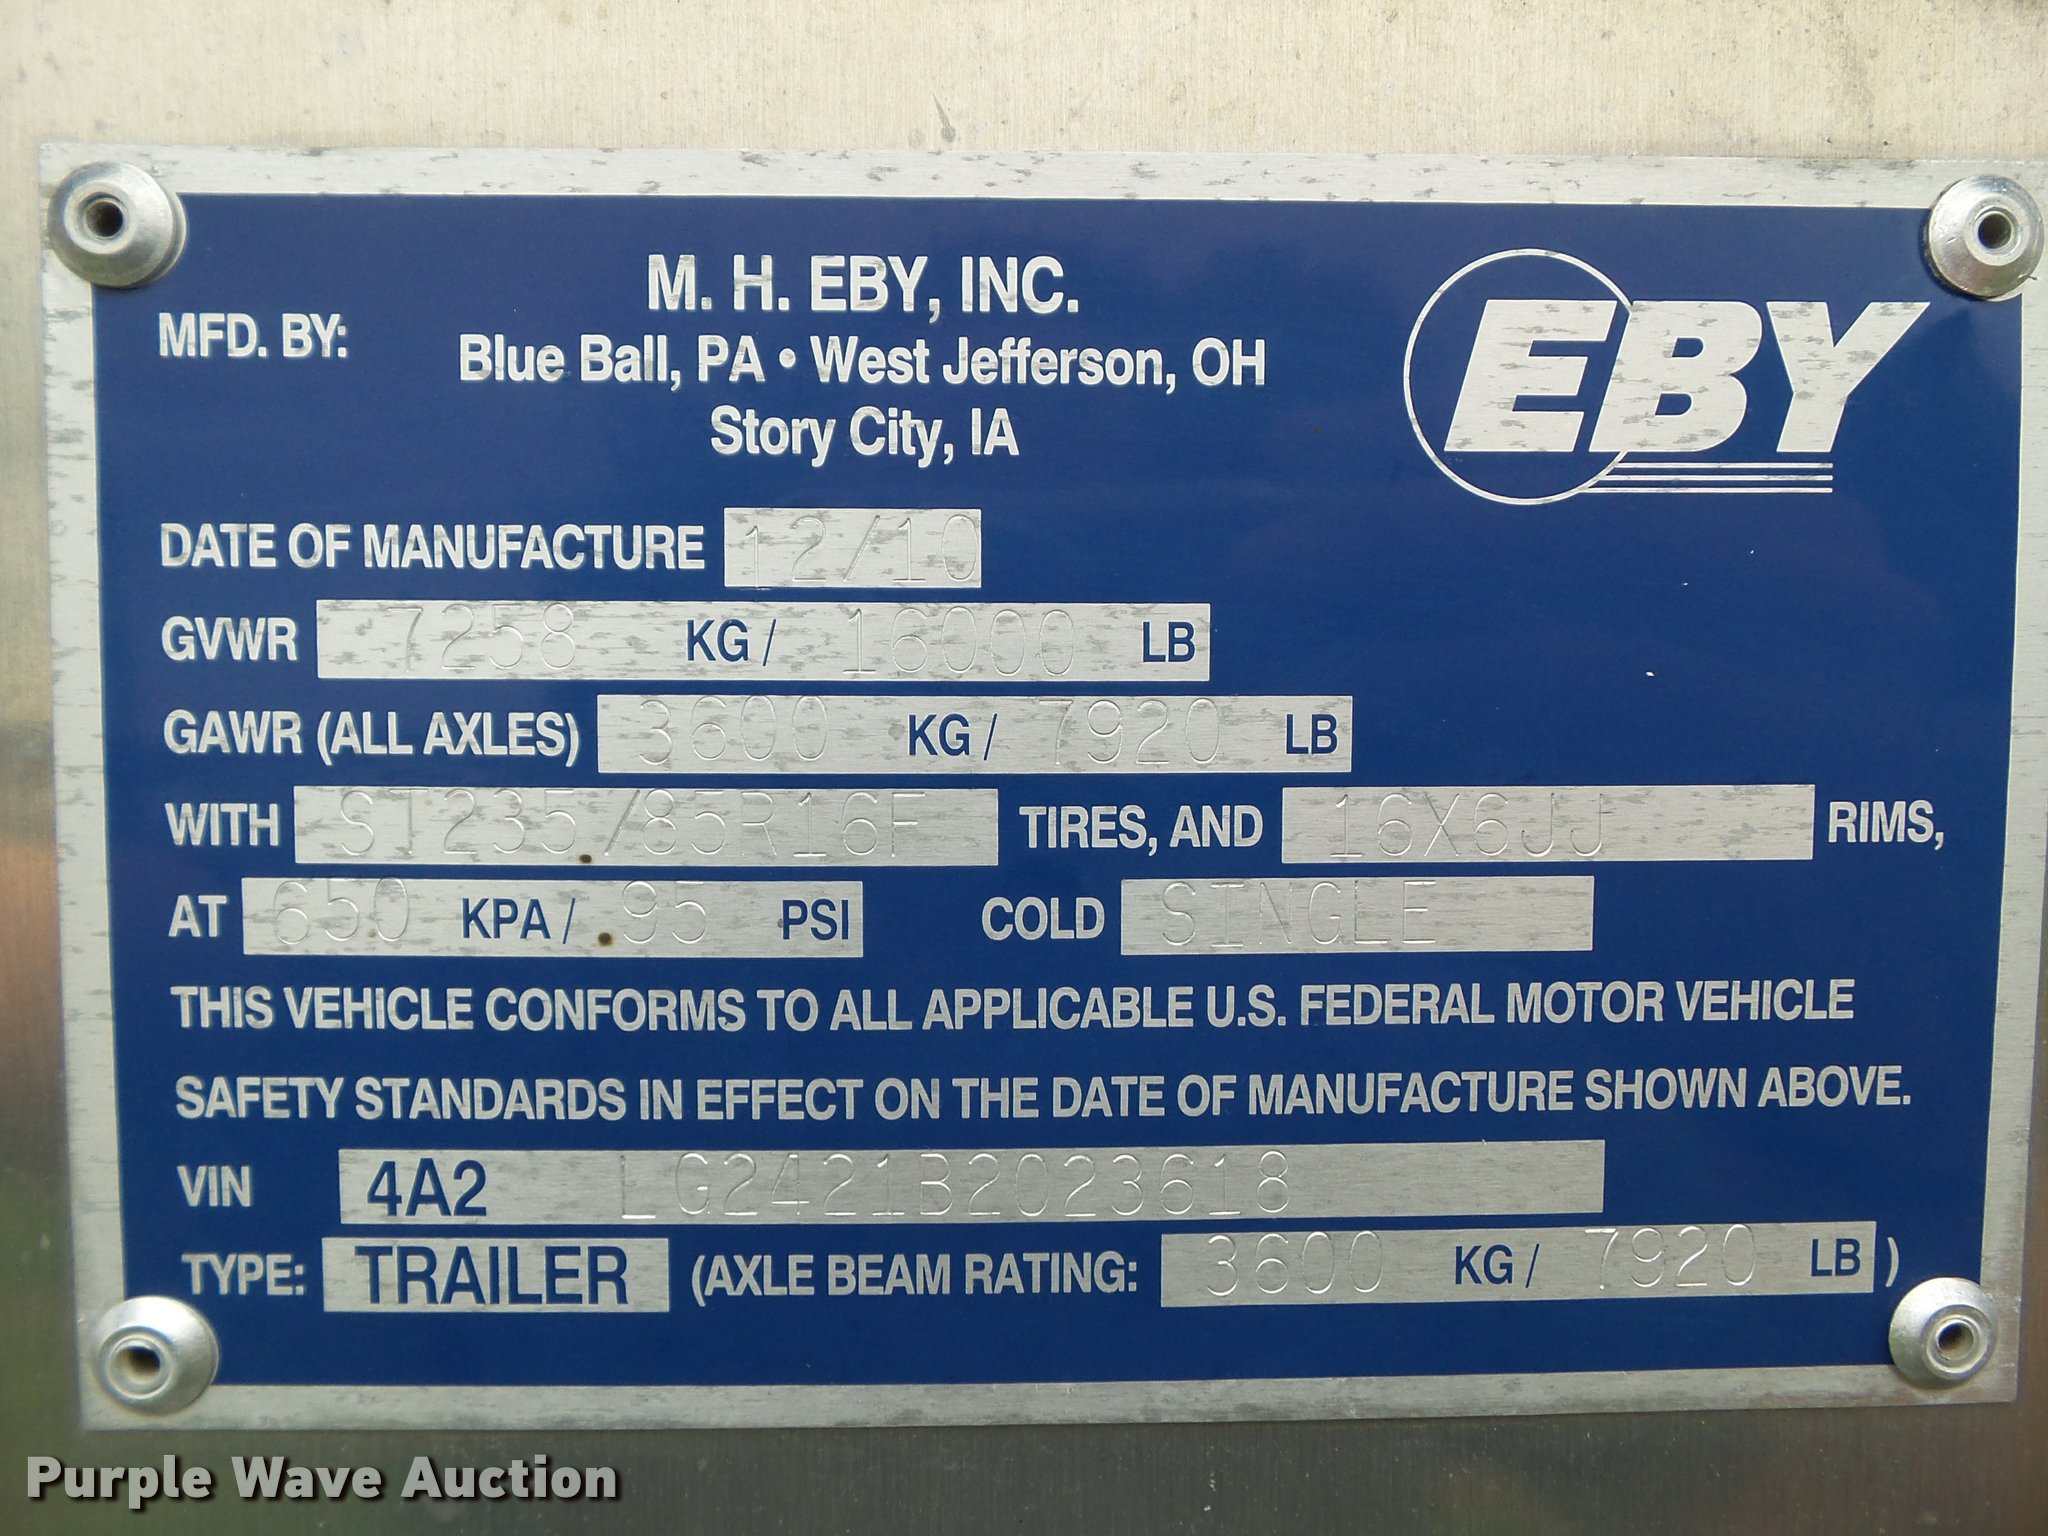 MFD. BY:
M. H. EBY, INC.
Blue Ball, PA • West Jefferson, OH
Story City, IA
EBY
DATE OF MANUFACTURE 12/10
GVWR 7258 KG / 16000 LB
GAWR (ALL AXLES) 3600 KG / 7920 LB
WITH ST235/85R16F TIRES, AND 16X6JJ RIMS,
AT 650 KPA / 95 PSI COLD SINGLE
THIS VEHICLE CONFORMS TO ALL APPLICABLE U.S. FEDERAL MOTOR VEHICLE
SAFETY STANDARDS IN EFFECT ON THE DATE OF MANUFACTURE SHOWN ABOVE.
VIN 4A2 LG2421B2023618
TYPE: TRAILER (AXLE BEAM RATING: 3600 KG / 7920 LB )
Purple Wave Auction